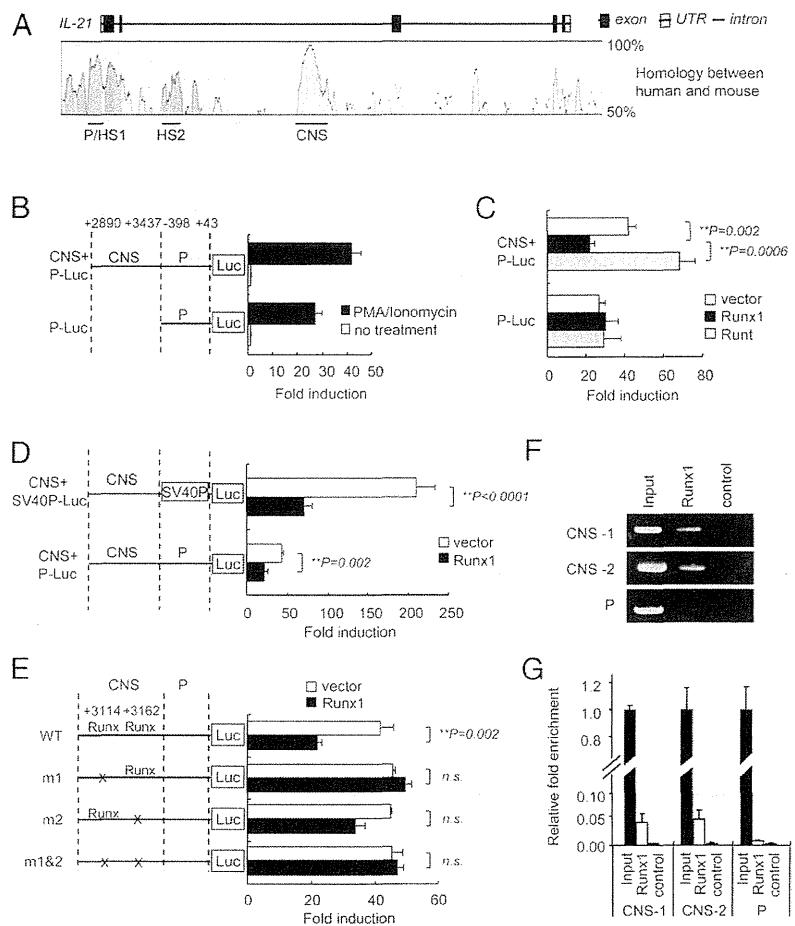 A
IL-21
exon UTR intron
100%
Homology between
human and mouse
50%
P/HS1 HS2 CNS
B
+2890 +3437 -398 +43
CNS+
P-Luc
CNS P Luc
P-Luc
P Luc
PMA/Ionomycin
no treatment
0 10 20 30 40 50
Fold induction
C
CNS+
P-Luc
**P=0.002
**P=0.0006
P-Luc
vector
Runx1
Runt
0 20 40 60 80
Fold induction
D
CNS+
SV40P-Luc
CNS SV40P Luc
**P<0.0001
CNS+
P-Luc
CNS P Luc
**P=0.002
vector
Runx1
0 50 100 150 200 250
Fold induction
E
CNS P
+3114 +3162
vector
Runx1
WT Runx Runx Luc **P=0.002
m1 X Runx Luc n.s.
m2 Runx X Luc n.s.
m1&2 X X Luc n.s.
0 20 40 60
Fold induction
F
Input Runx1 control
CNS -1
CNS -2
P
G
Relative fold enrichment
1.2
1.0
0.8
0.10
0.05
0.00
Input Runx1 control Input Runx1 control Input Runx1 control
CNS-1 CNS-2 P